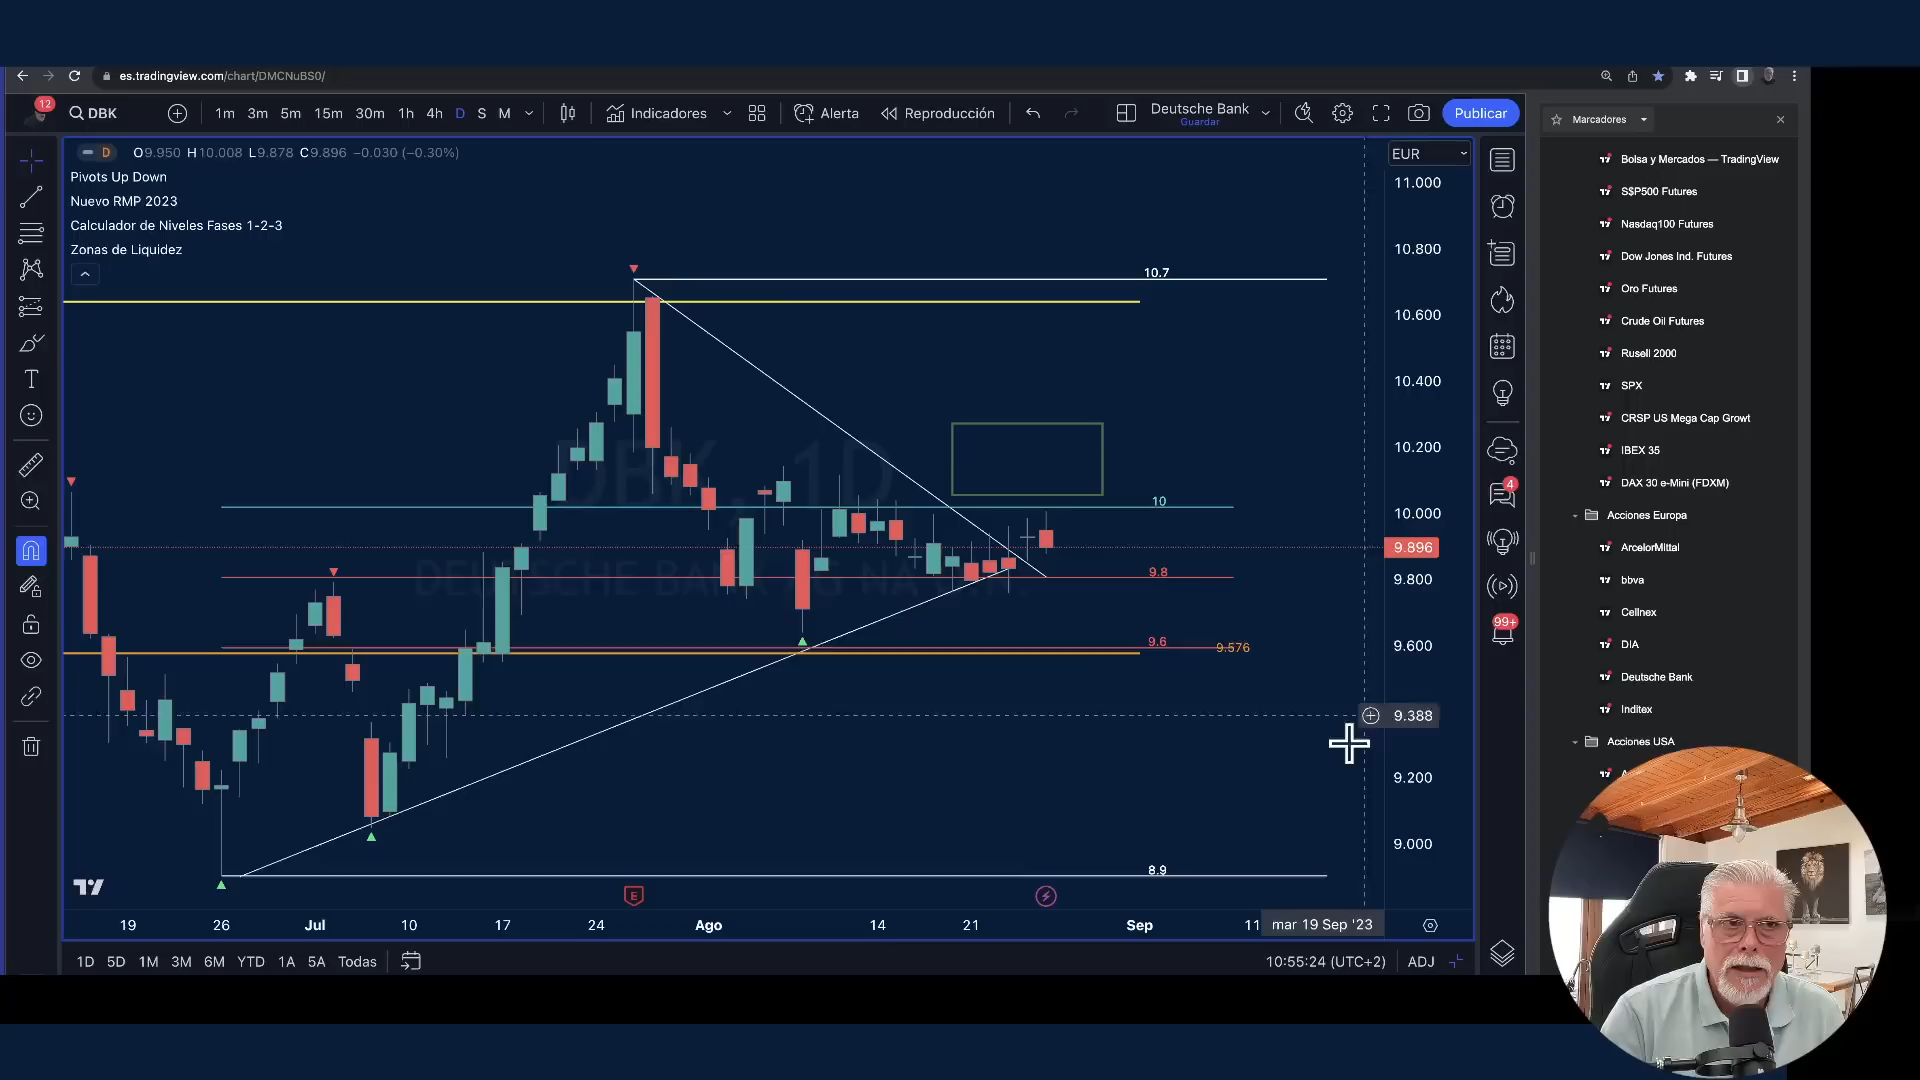 es.tradingview.com/chart/DMCNuBS0/
12
DBK
1m 3m 5m 15m 30m 1h 4h D S M
Indicadores
Alerta
Reproducción
Deutsche Bank
Guardar
Publicar
Marcadores
D O9.950 H10.008 L9.878 C9.896 −0.030 (−0.30%)
EUR
Pivots Up Down
Nuevo RMP 2023
Calculador de Niveles Fases 1-2-3
Zonas de Liquidez
DBK, 1D
11.000
10.800
10.600
10.400
10.200
10.000
9.896
9.800
9.600
9.388
9.200
9.000
10.7
10
9.8
9.6
9.576
8.9
E
19 26 Jul 10 17 24 Ago 14 21 Sep 11 mar 19 Sep '23
1D 5D 1M 3M 6M YTD 1A 5A Todas
10:55:24 (UTC+2) ADJ
4
99+
Bolsa y Mercados — TradingView
S$P500 Futures
Nasdaq100 Futures
Dow Jones Ind. Futures
Oro Futures
Crude Oil Futures
Rusell 2000
SPX
CRSP US Mega Cap Growt
IBEX 35
DAX 30 e-Mini (FDXM)
Acciones Europa
ArcelorMittal
bbva
Cellnex
DIA
Deutsche Bank
Inditex
Acciones USA